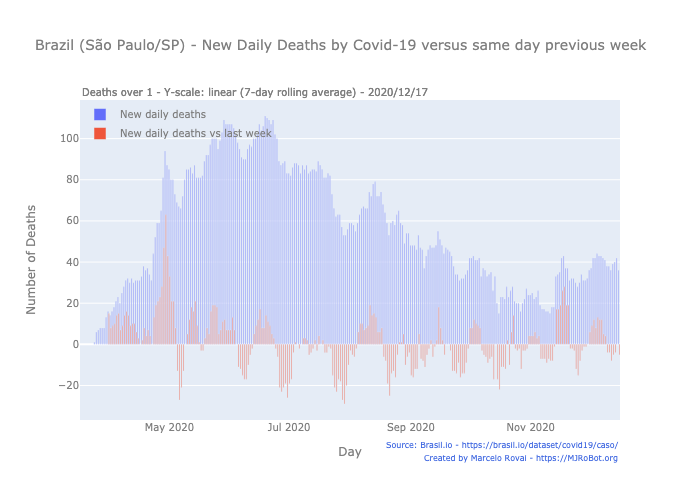 Brazil (São Paulo/SP) - New Daily Deaths by Covid-19 versus same day previous week
Deaths over 1 - Y-scale: linear (7-day rolling average) - 2020/12/17
New daily deaths
New daily deaths vs last week
100
80
60
40
20
0
−20
Number of Deaths
May 2020
Jul 2020
Sep 2020
Nov 2020
Day
Source: Brasil.io - https://brasil.io/dataset/covid19/caso/
Created by Marcelo Rovai - https://MJRoBot.org